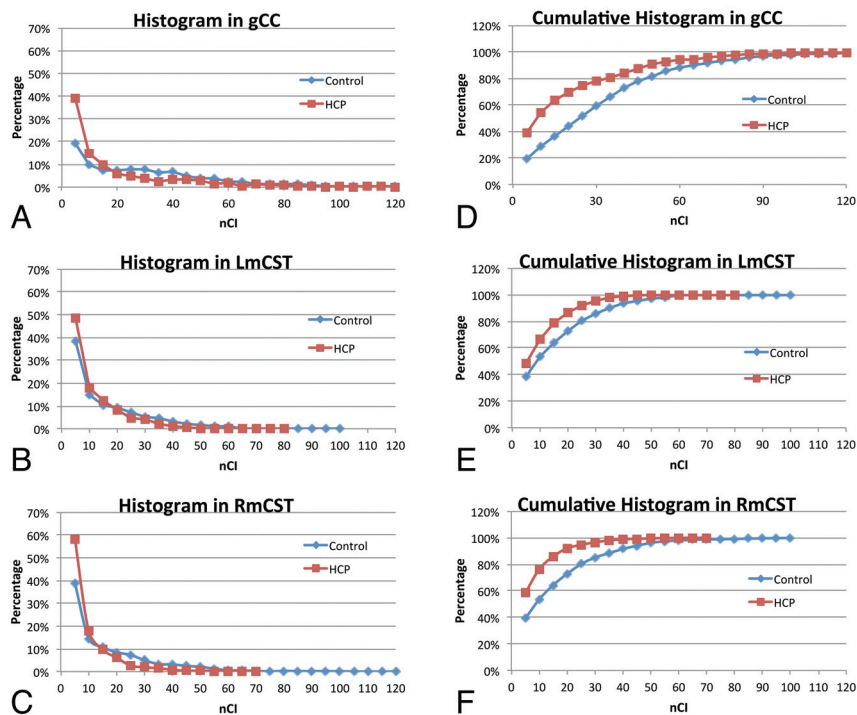 Histogram in gCC
70%
60%
50%
40%
30%
20%
10%
0%
Percentage
0 20 40 60 80 100 120
nCI
Control
HCP
A
Cumulative Histogram in gCC
120%
100%
80%
60%
40%
20%
0%
Percentage
0 30 60 90 120
nCI
Control
HCP
D
Histogram in LmCST
70%
60%
50%
40%
30%
20%
10%
0%
Percentage
0 10 20 30 40 50 60 70 80 90 100 110 120
nCI
Control
HCP
B
Cumulative Histogram in LmCST
120%
100%
80%
60%
40%
20%
0%
Percentage
0 10 20 30 40 50 60 70 80 90 100 110 120
nCI
Control
HCP
E
Histogram in RmCST
70%
60%
50%
40%
30%
20%
10%
0%
Percentage
0 10 20 30 40 50 60 70 80 90 100 110 120
nCI
Control
HCP
C
Cumulative Histogram in RmCST
120%
100%
80%
60%
40%
20%
0%
Percentage
0 10 20 30 40 50 60 70 80 90 100 110 120
nCI
Control
HCP
F